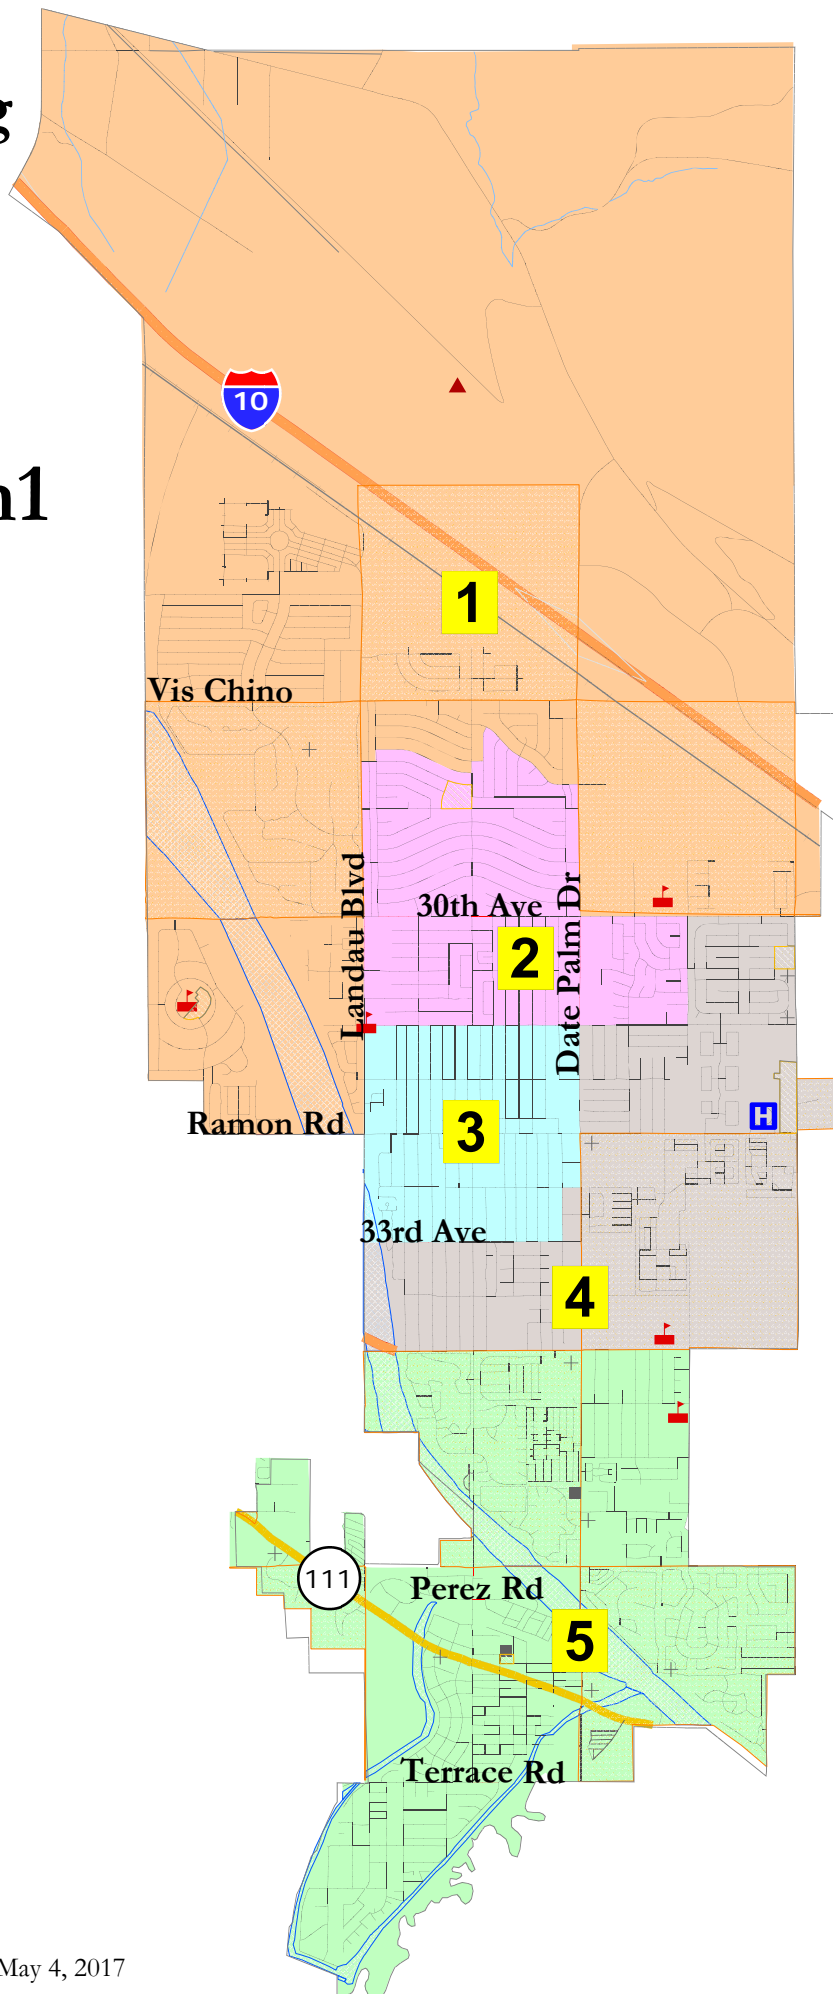 g
n1
10
1
Vis Chino
Landau Blvd
30th Ave
Date Palm Dr
2
H
Ramon Rd
3
33rd Ave
4
111
Perez Rd
5
Terrace Rd
May 4, 2017